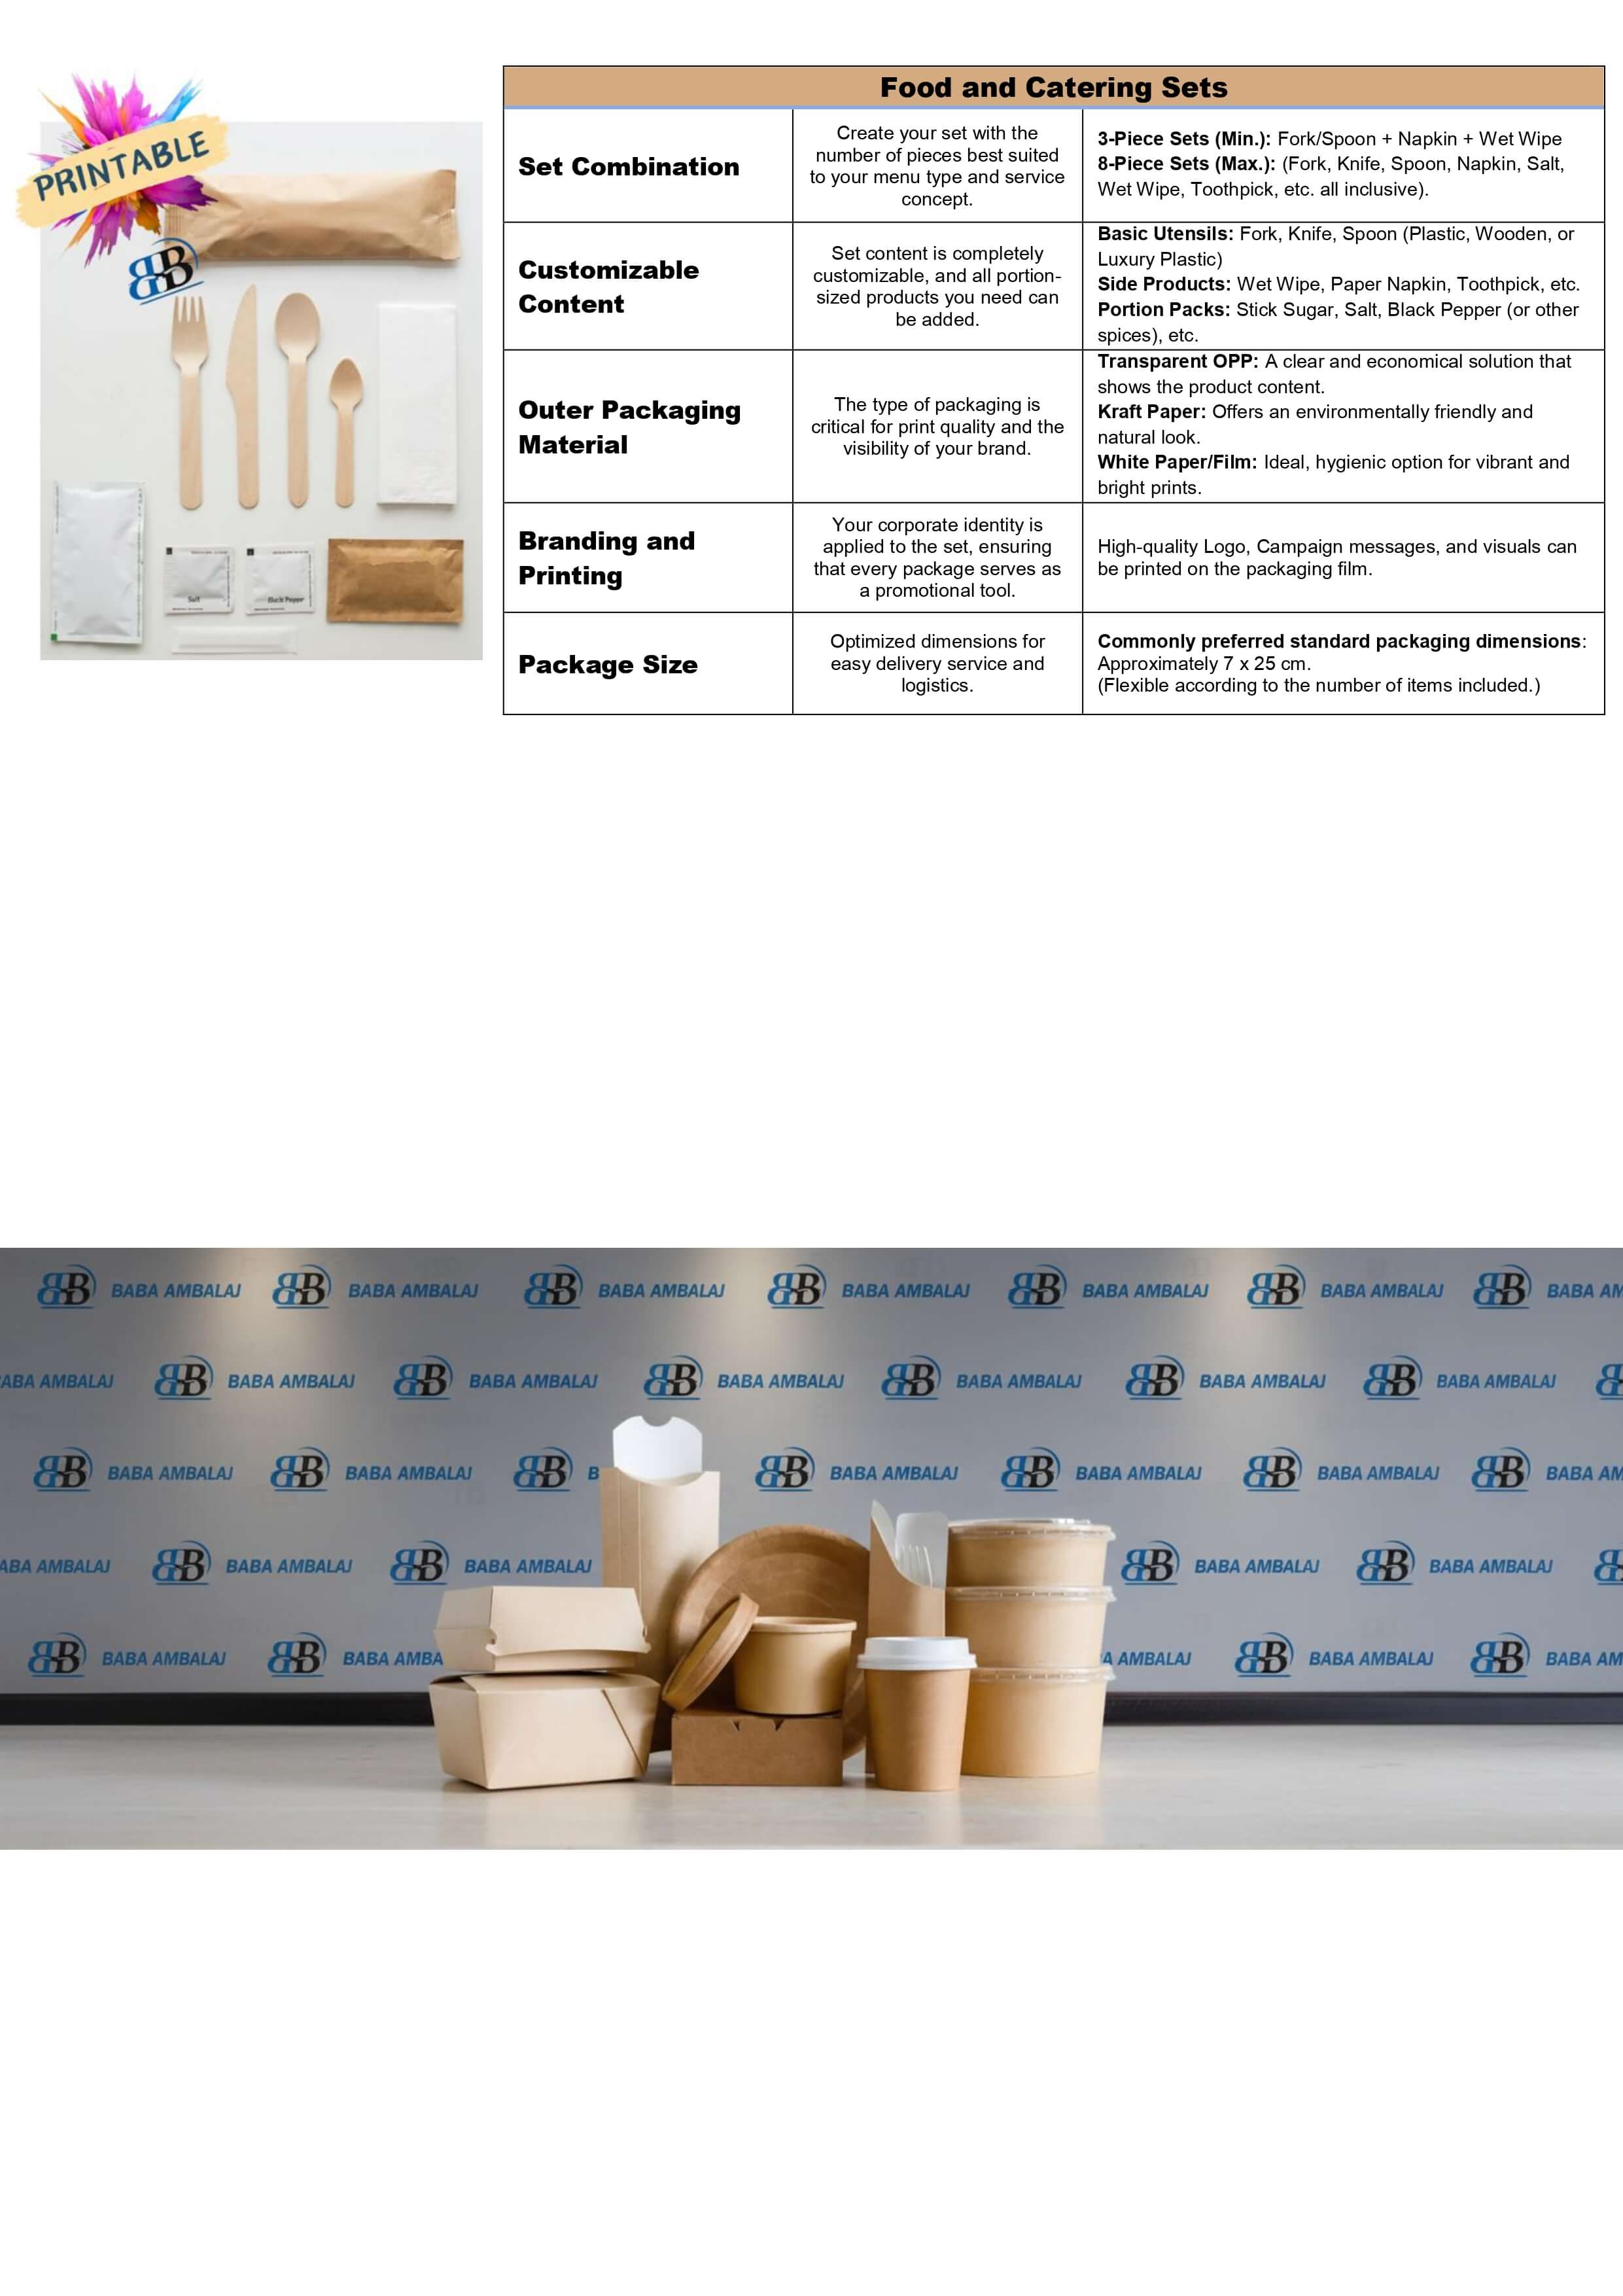 PRINTABLE
BB
Salt
Black Pepper
Food and Catering Sets
Set Combination
Create your set with the
number of pieces best suited
to your menu type and service
concept.
3-Piece Sets (Min.): Fork/Spoon + Napkin + Wet Wipe
8-Piece Sets (Max.): (Fork, Knife, Spoon, Napkin, Salt,
Wet Wipe, Toothpick, etc. all inclusive).
Customizable
Content
Set content is completely
customizable, and all portion-
sized products you need can
be added.
Basic Utensils: Fork, Knife, Spoon (Plastic, Wooden, or
Luxury Plastic)
Side Products: Wet Wipe, Paper Napkin, Toothpick, etc.
Portion Packs: Stick Sugar, Salt, Black Pepper (or other
spices), etc.
Outer Packaging
Material
The type of packaging is
critical for print quality and the
visibility of your brand.
Transparent OPP: A clear and economical solution that
shows the product content.
Kraft Paper: Offers an environmentally friendly and
natural look.
White Paper/Film: Ideal, hygienic option for vibrant and
bright prints.
Branding and
Printing
Your corporate identity is
applied to the set, ensuring
that every package serves as
a promotional tool.
High-quality Logo, Campaign messages, and visuals can
be printed on the packaging film.
Package Size
Optimized dimensions for
easy delivery service and
logistics.
Commonly preferred standard packaging dimensions:
Approximately 7 x 25 cm.
(Flexible according to the number of items included.)
BB BABA AMBALAJ BB BABA AMBALAJ BB BABA AMBALAJ BB BABA AMBALAJ BB BABA AMBALAJ BB BABA AMBALAJ BB BABA AM
ABA AMBALAJ BB BABA AMBALAJ BB BABA AMBALAJ BB BABA AMBALAJ BB BABA AMBALAJ BB BABA AMBALAJ BB BABA AMBALAJ
BB BABA AMBALAJ BB BABA AMBALAJ BB B BB BABA AMBALAJ BB BABA AMBALAJ BB BABA AMBALAJ BB BABA AM
ABA AMBALAJ BB BABA AMBALAJ BB BABA AMBALAJ BB BABA AMBALAJ BB BABA AMBALAJ
BB BABA AMBALAJ BB BABA AMBA A AMBALAJ BB BABA AMBALAJ BB BABA AM